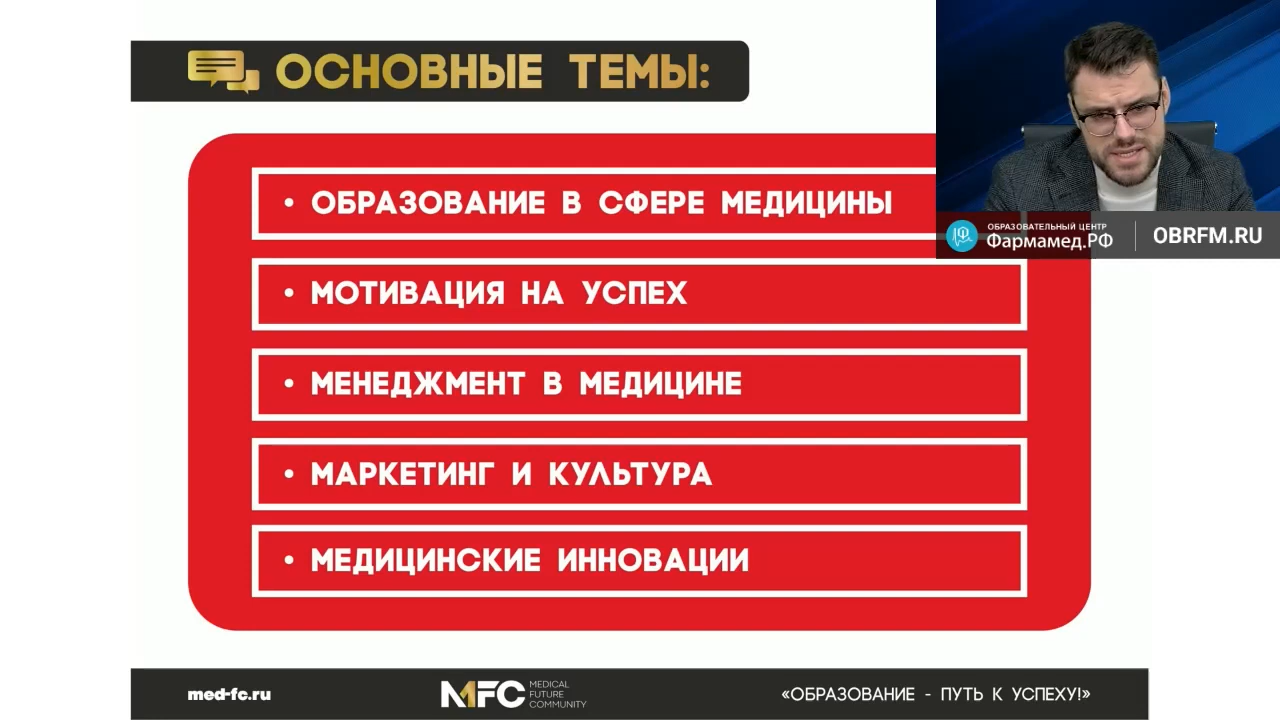 ОСНОВНЫЕ ТЕМЫ:
• ОБРАЗОВАНИЕ В СФЕРЕ МЕДИЦИНЫ
• МОТИВАЦИЯ НА УСПЕХ
• МЕНЕДЖМЕНТ В МЕДИЦИНЕ
• МАРКЕТИНГ И КУЛЬТУРА
• МЕДИЦИНСКИЕ ИННОВАЦИИ
ОБРАЗОВАТЕЛЬНЫЙ ЦЕНТР
Фармамед.РФ
OBRFM.RU
med-fc.ru
MFC
MEDICAL
FUTURE
COMMUNITY
«ОБРАЗОВАНИЕ - ПУТЬ К УСПЕХУ!»